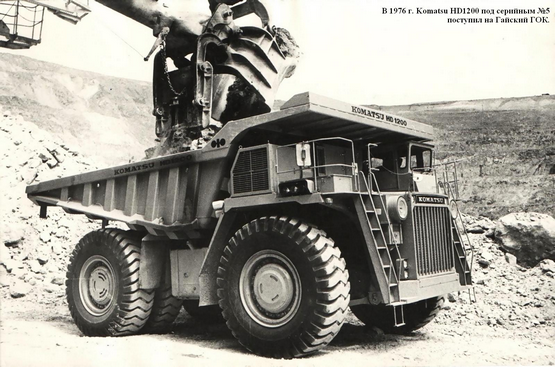 В 1976 г. Komatsu HD1200 под серийным №5
поступил на Гайский ГОК.
KOMATSU HD 1200
KOMATSU
KOMATSU